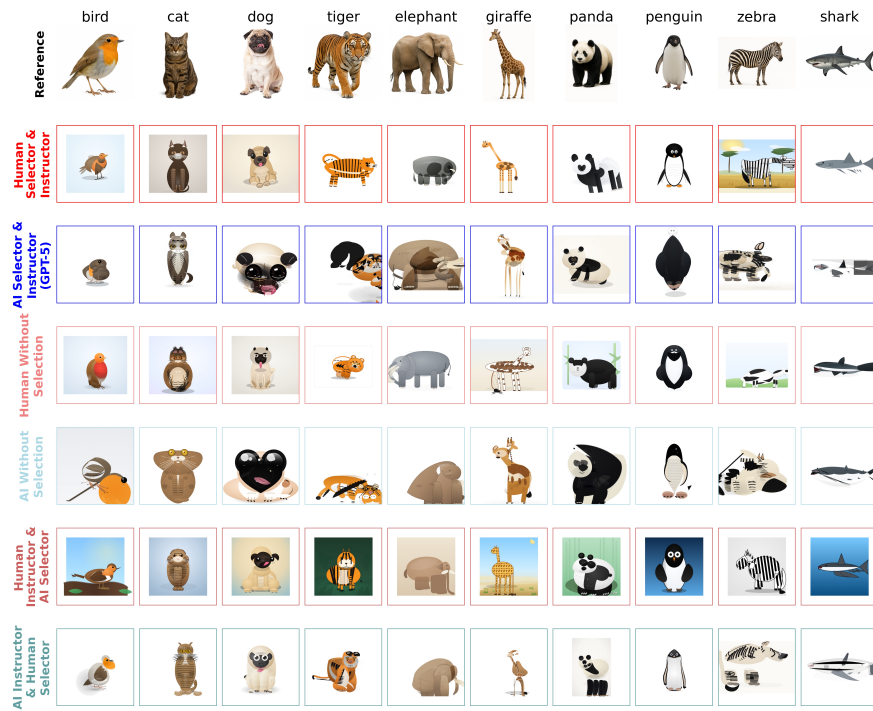 bird cat dog tiger elephant giraffe panda penguin zebra shark
Reference
Human
Selector &
Instructor
AI Selector &
Instructor
(GPT-5)
Human Without
Selection
AI Without
Selection
Human
Instructor &
AI Selector
AI Instructor
& Human
Selector